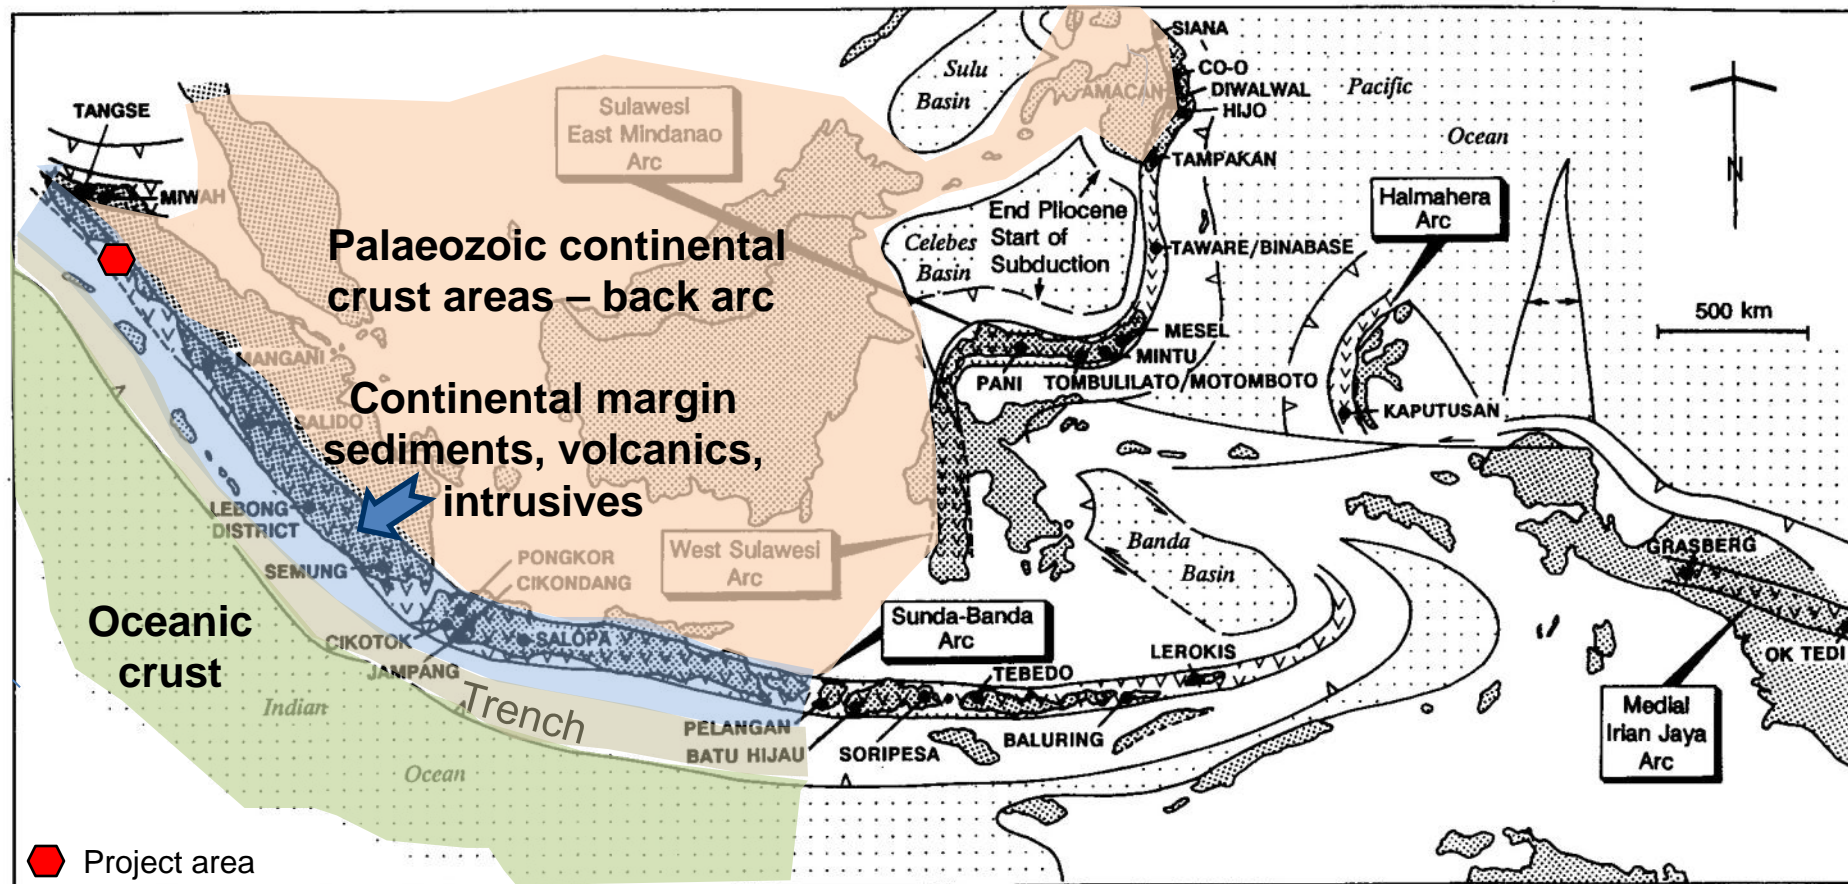 SIANA
CO-O
DIWALWAL
HIJO
AMACAN
TAMPAKAN
Sulu
Basin
Pacific
Ocean
N
TANGSE
MIWAH
Sulawesi
East Mindanao
Arc
Palaeozoic continental
crust areas – back arc
Celebes
Basin
End Pliocene
Start of
Subduction
TAWARE/BINABASE
Halmahera
Arc
500 km
MESEL
MINTU
PANI
TOMBULILATO/MOTOMBOTO
KAPUTUSAN
MANGANI
SALIDO
Continental margin
sediments, volcanics,
intrusives
LEBONG
DISTRICT
SEMUNG
PONGKOR
CIKONDANG
West Sulawesi
Arc
Banda
Basin
GRASBERG
OK TEDI
Medial
Irian Jaya
Arc
Sunda-Banda
Arc
Oceanic
crust
CIKOTOK
JAMPANG
SALOPA
Trench
Indian
Ocean
PELANGAN
BATU HIJAU
SORIPESA
TEBEDO
BALURING
LEROKIS
Project area